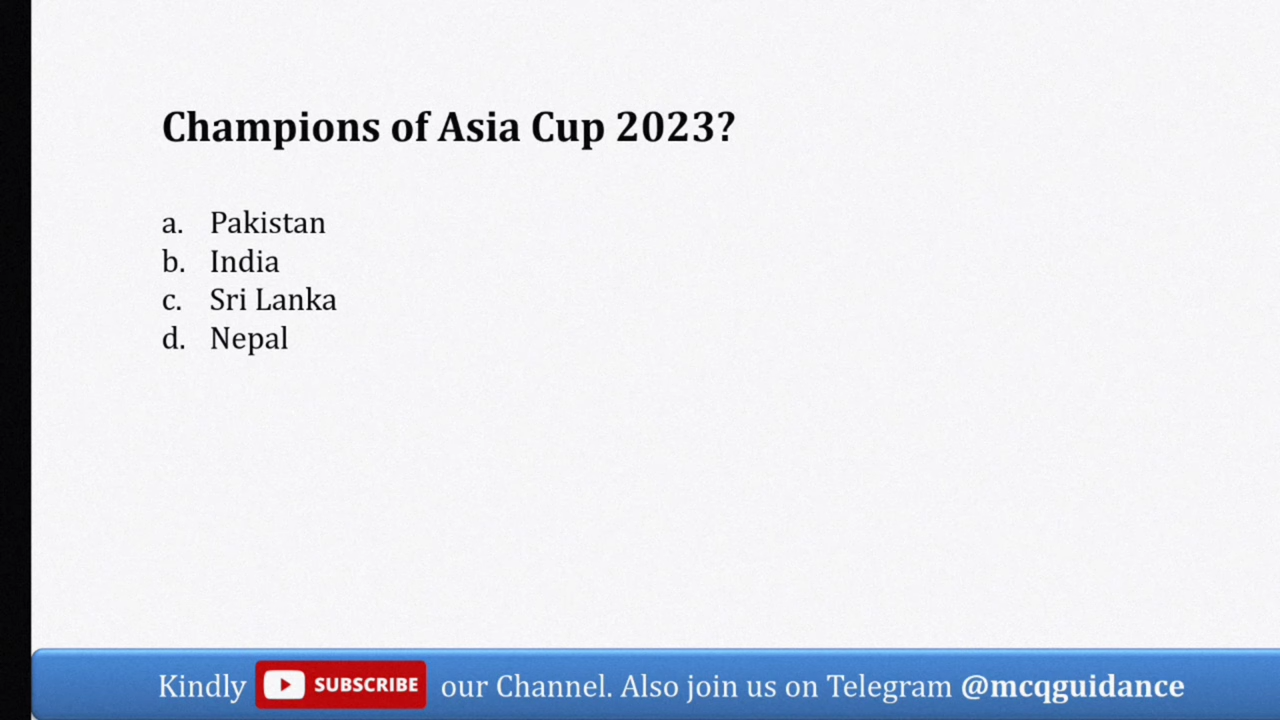 Champions of Asia Cup 2023?
a. Pakistan
b. India
c. Sri Lanka
d. Nepal
Kindly SUBSCRIBE our Channel. Also join us on Telegram @mcqguidance